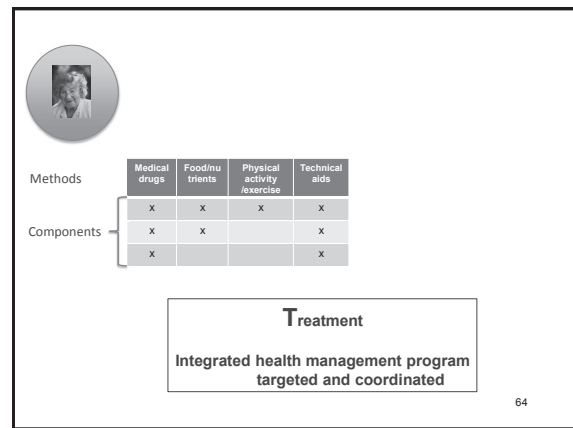 Methods
Medical drugs
Food/nu trients
Physical activity /exercise
Technical aids
Components
x x x x
x x x
x x
Treatment
Integrated health management program
targeted and coordinated
64